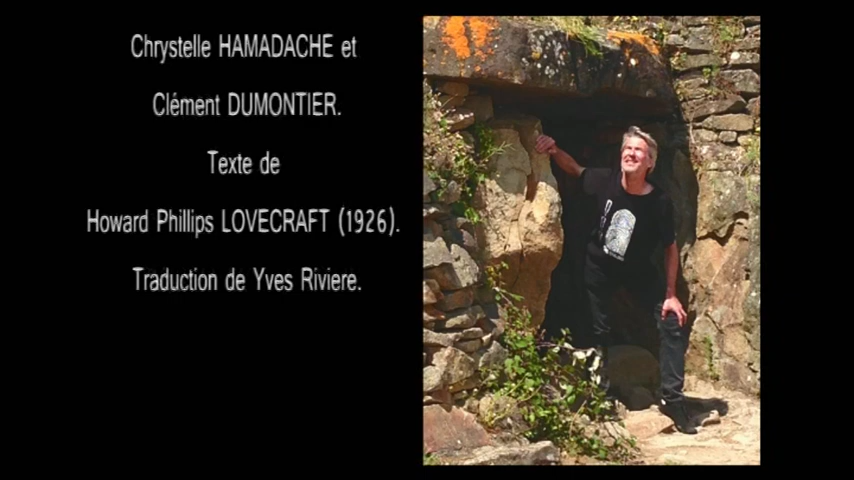 Chrystelle HAMADACHE et
Clément DUMONTIER.
Texte de
Howard Phillips LOVECRAFT (1926).
Traduction de Yves Riviere.